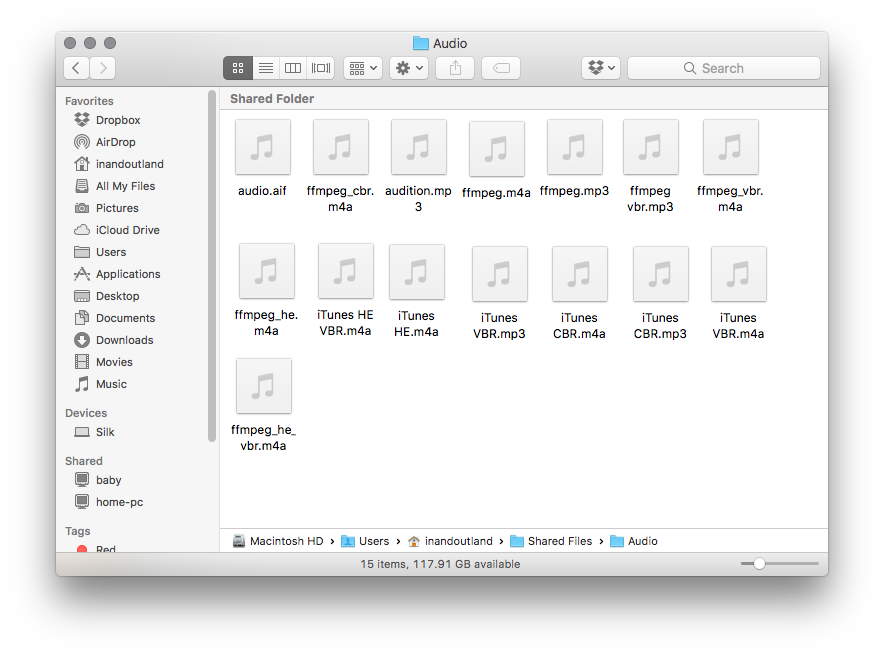 Audio
Search
Favorites
Dropbox
AirDrop
inandoutland
All My Files
Pictures
iCloud Drive
Users
Applications
Desktop
Documents
Downloads
Movies
Music
Devices
Silk
Shared
baby
home-pc
Tags
Red
Shared Folder
audio.aif
ffmpeg_cbr.
m4a
audition.mp
3
ffmpeg.m4a
ffmpeg.mp3
ffmpeg
vbr.mp3
ffmpeg_vbr.
m4a
ffmpeg_he.
m4a
iTunes HE
VBR.m4a
iTunes
HE.m4a
iTunes
VBR.mp3
iTunes
CBR.m4a
iTunes
CBR.mp3
iTunes
VBR.m4a
ffmpeg_he_
vbr.m4a
Macintosh HD › Users › inandoutland › Shared Files › Audio
15 items, 117.91 GB available